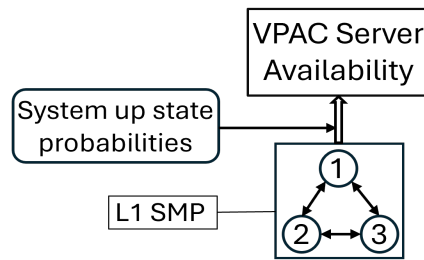 VPAC Server
Availability
System up state
probabilities
1
L1 SMP
2
3